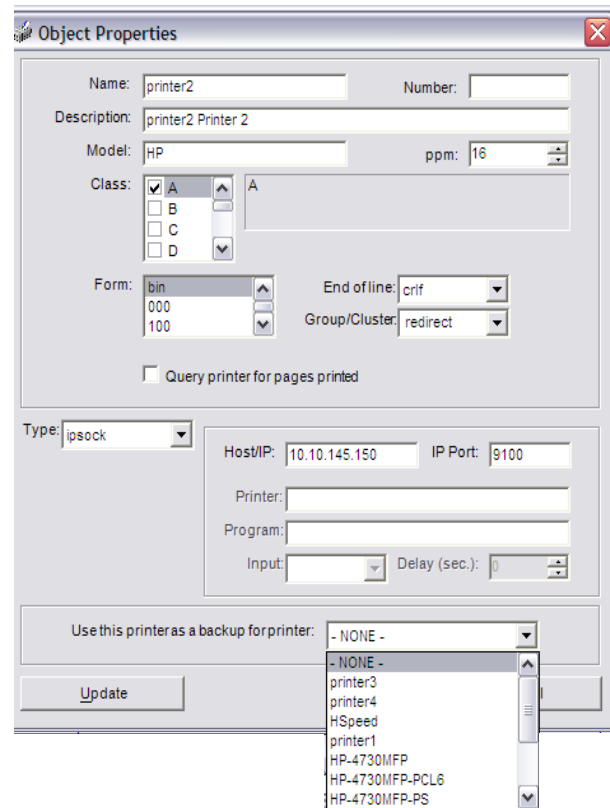 Object Properties
Name: printer2 Number:
Description: printer2 Printer 2
Model: HP ppm: 16
Class: A A
B
C
D
Form: bin End of line: crlf
000
100 Group/Cluster: redirect
Query printer for pages printed
Type: ipsock
Host/IP: 10.10.145.150 IP Port: 9100
Printer:
Program:
Input: Delay (sec.): 0
Use this printer as a backup for printer: - NONE -
- NONE -
printer3
Update l
printer4
HSpeed
printer1
HP-4730MFP
HP-4730MFP-PCL6
HP-4730MFP-PS